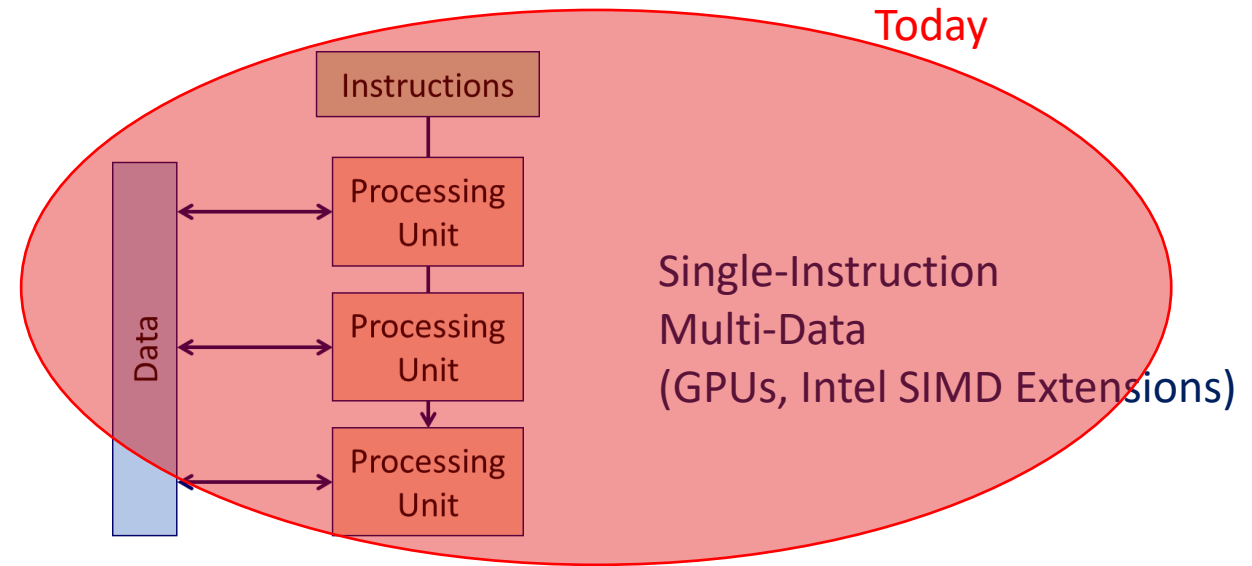 Today
Instructions
Processing
Unit
Data
Processing
Unit
Processing
Unit
Single-Instruction
Multi-Data
(GPUs, Intel SIMD Extensions)